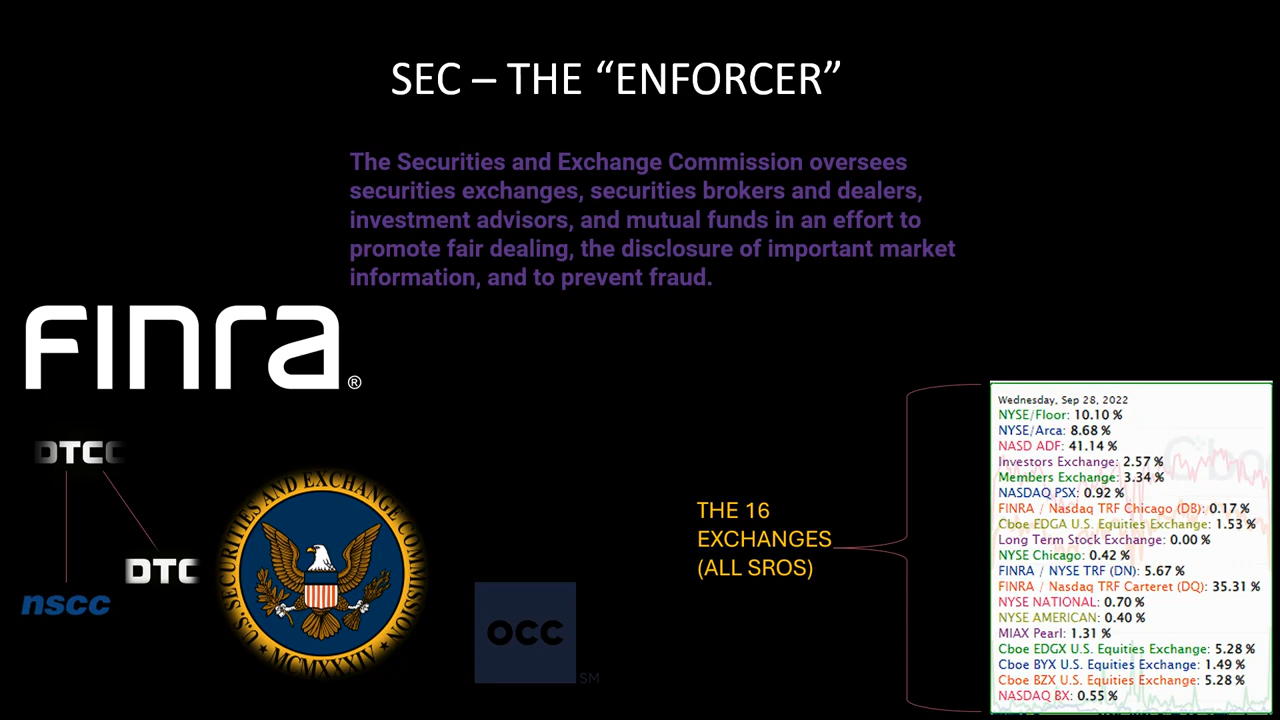 SEC – THE “ENFORCER”
The Securities and Exchange Commission oversees
securities exchanges, securities brokers and dealers,
investment advisors, and mutual funds in an effort to
promote fair dealing, the disclosure of important market
information, and to prevent fraud.
FINRA®
DTCC
DTC
nscc
U.S. SECURITIES AND EXCHANGE COMMISSION
MCMXXXIV
OCC
SM
THE 16
EXCHANGES
(ALL SROS)
Wednesday, Sep 28, 2022
NYSE/Floor: 10.10 %
NYSE/Arca: 8.68 %
NASD ADF: 41.14 %
Investors Exchange: 2.57 %
Members Exchange: 3.34 %
NASDAQ PSX: 0.92 %
FINRA / Nasdaq TRF Chicago (DB): 0.17 %
Cboe EDGA U.S. Equities Exchange: 1.53 %
Long Term Stock Exchange: 0.00 %
NYSE Chicago: 0.42 %
FINRA / NYSE TRF (DN): 5.67 %
FINRA / Nasdaq TRF Carteret (DQ): 35.31 %
NYSE NATIONAL: 0.70 %
NYSE AMERICAN: 0.40 %
MIAX Pearl: 1.31 %
Cboe EDGX U.S. Equities Exchange: 5.28 %
Cboe BYX U.S. Equities Exchange: 1.49 %
Cboe BZX U.S. Equities Exchange: 5.28 %
NASDAQ BX: 0.55 %